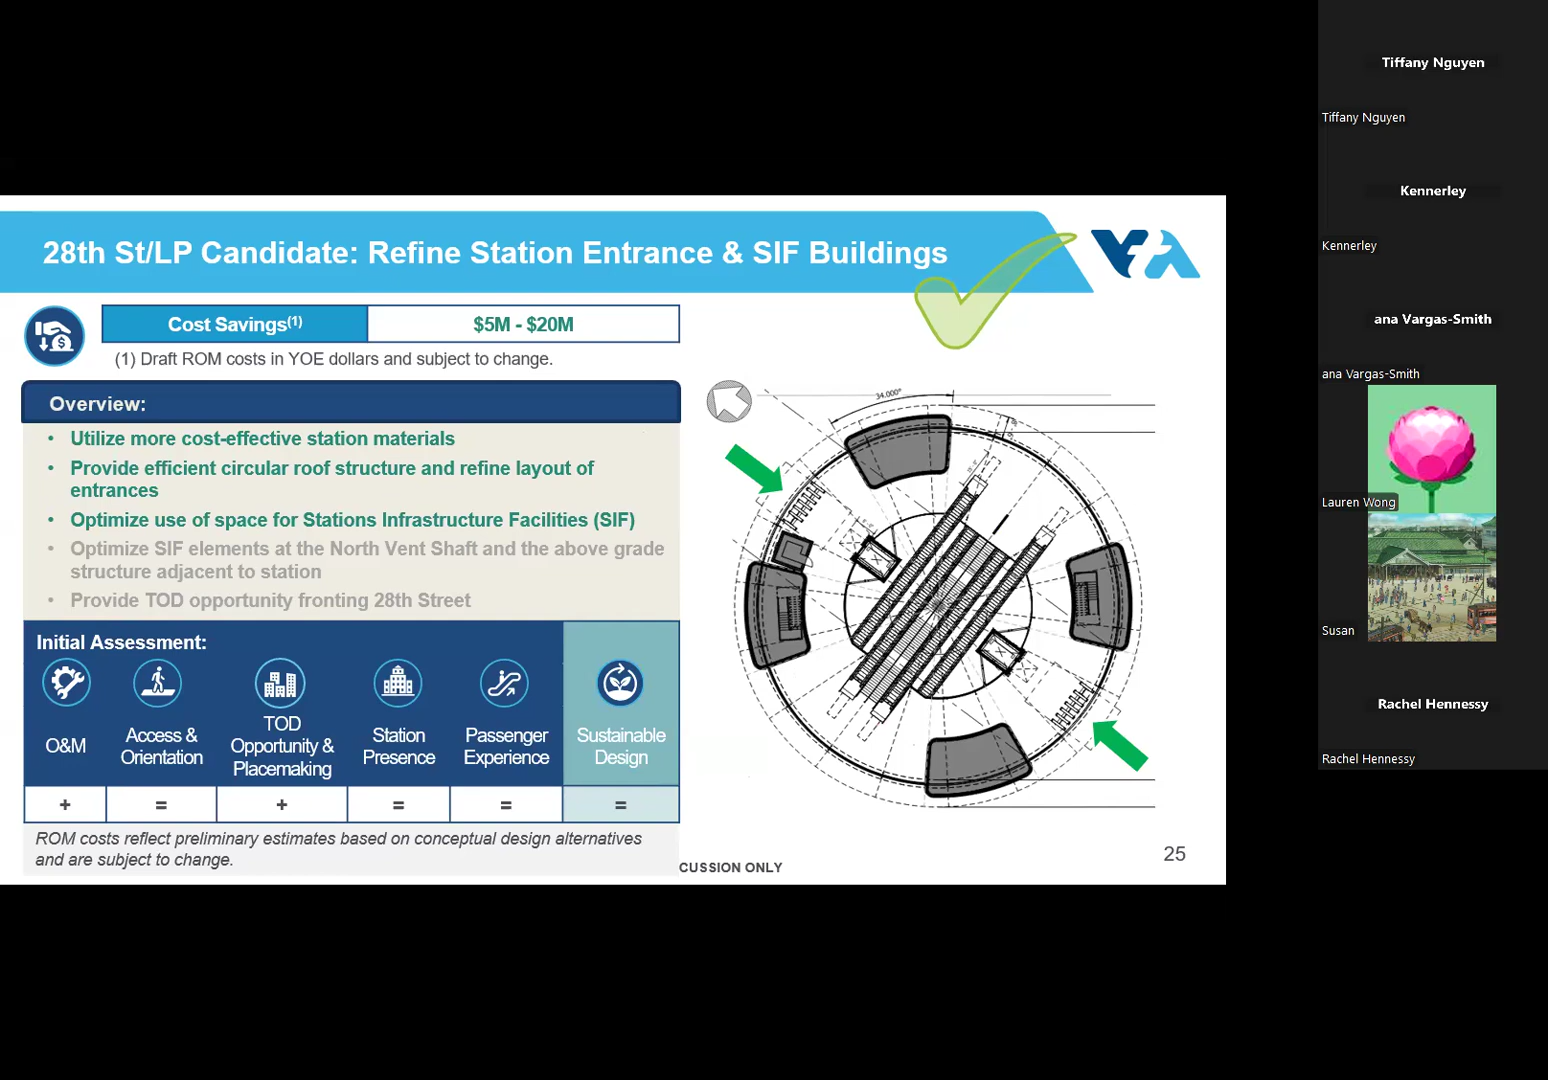 28th St/LP Candidate: Refine Station Entrance & SIF Buildings
VTA
Cost Savings(1)
$5M - $20M
(1) Draft ROM costs in YOE dollars and subject to change.
Overview:
• Utilize more cost-effective station materials
• Provide efficient circular roof structure and refine layout of
entrances
• Optimize use of space for Stations Infrastructure Facilities (SIF)
• Optimize SIF elements at the North Vent Shaft and the above grade
structure adjacent to station
• Provide TOD opportunity fronting 28th Street
Initial Assessment:
O&M
Access &
Orientation
TOD
Opportunity &
Placemaking
Station
Presence
Passenger
Experience
Sustainable
Design
+
=
+
=
=
=
ROM costs reflect preliminary estimates based on conceptual design alternatives
and are subject to change.
CUSSION ONLY
34.000°
25
Tiffany Nguyen
Tiffany Nguyen
Kennerley
Kennerley
ana Vargas-Smith
ana Vargas-Smith
Lauren Wong
Susan
Rachel Hennessy
Rachel Hennessy